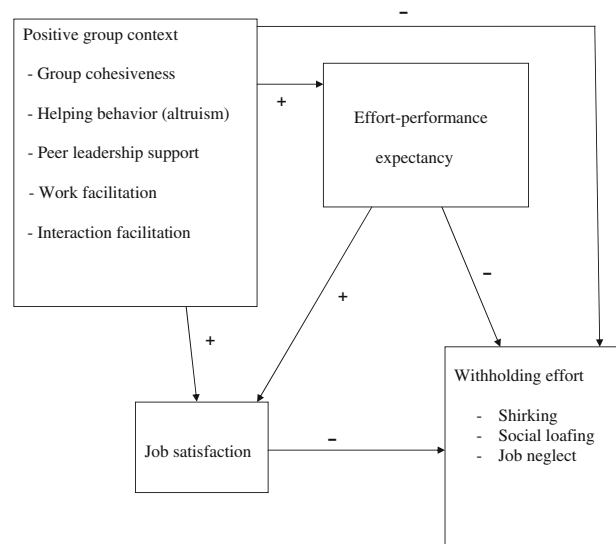 Positive group context
- Group cohesiveness
- Helping behavior (altruism)
- Peer leadership support
- Work facilitation
- Interaction facilitation
–
+
Effort-performance
expectancy
–
+
+
Withholding effort
- Shirking
- Social loafing
- Job neglect
Job satisfaction
–